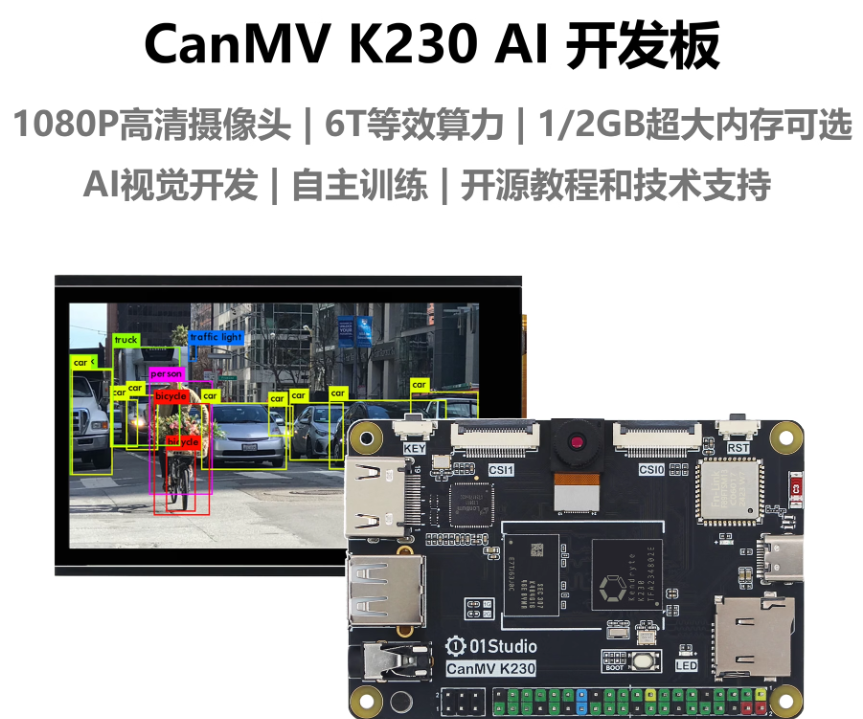 CanMV K230 AI 开发板
1080P高清摄像头 | 6T等效算力 | 1/2GB超大内存可选
AI视觉开发 | 自主训练 | 开源教程和技术支持
truck
traffic light
car
person
car
car
bicycle
car
car
car
car
car
bicycle
KEY
CSI1
CSI0
RST
Kendryte
K230
01Studio
CanMV K230
BOOT
LED